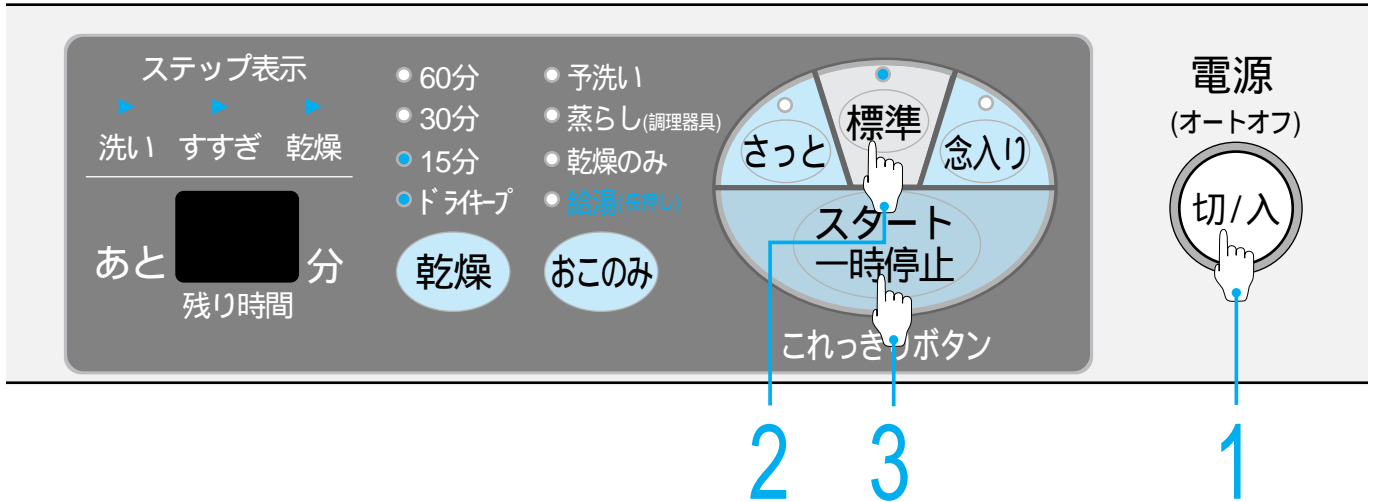 ステップ表示
洗い すすぎ 乾燥
あと 分
残り時間
60分
30分
15分
ドライキープ
乾燥
予洗い
蒸らし(調理器具)
乾燥のみ
給湯(長押し)
おこのみ
さっと
標準
念入り
スタート
一時停止
これっきりボタン
電源
(オートオフ)
切/入
2
3
1